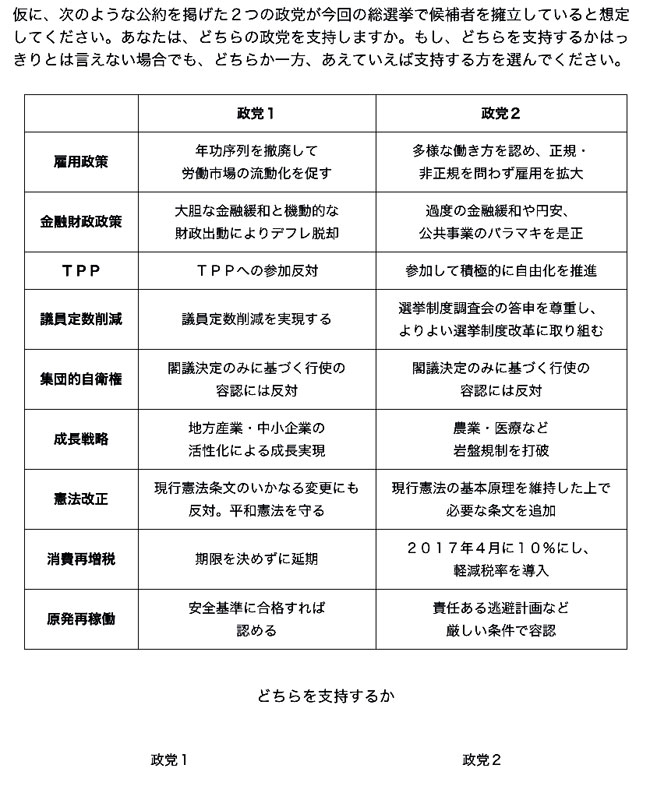 仮に、次のような公約を掲げた２つの政党が今回の総選挙で候補者を擁立していると想定
してください。あなたは、どちらの政党を支持しますか。もし、どちらを支持するかはっ
きりとは言えない場合でも、どちらか一方、あえていえば支持する方を選んでください。
政党１ 政党２
雇用政策 年功序列を撤廃して 多様な働き方を認め、正規・
労働市場の流動化を促す 非正規を問わず雇用を拡大
金融財政政策 大胆な金融緩和と機動的な 過度の金融緩和や円安、
財政出動によりデフレ脱却 公共事業のバラマキを是正
ＴＰＰ ＴＰＰへの参加反対 参加して積極的に自由化を推進
議員定数削減 議員定数削減を実現する 選挙制度調査会の答申を尊重し、
よりよい選挙制度改革に取り組む
集団的自衛権 閣議決定のみに基づく行使の 閣議決定のみに基づく行使の
容認には反対 容認には反対
成長戦略 地方産業・中小企業の 農業・医療など
活性化による成長実現 岩盤規制を打破
憲法改正 現行憲法条文のいかなる変更にも 現行憲法の基本原理を維持した上で
反対。平和憲法を守る 必要な条文を追加
消費再増税 期限を決めずに延期 ２０１７年４月に１０％にし、
軽減税率を導入
原発再稼働 安全基準に合格すれば 責任ある逃避計画など
認める 厳しい条件で容認
どちらを支持するか
政党１ 政党２